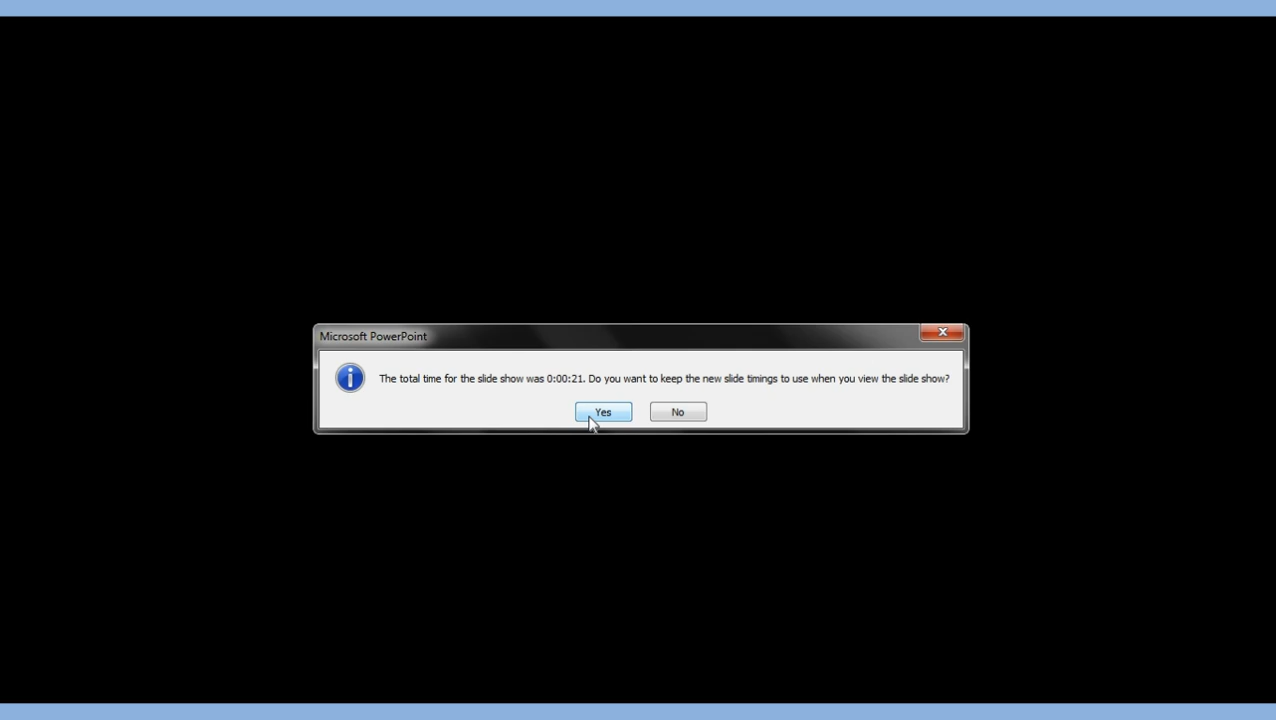 Microsoft PowerPoint
The total time for the slide show was 0:00:21. Do you want to keep the new slide timings to use when you view the slide show?
Yes No